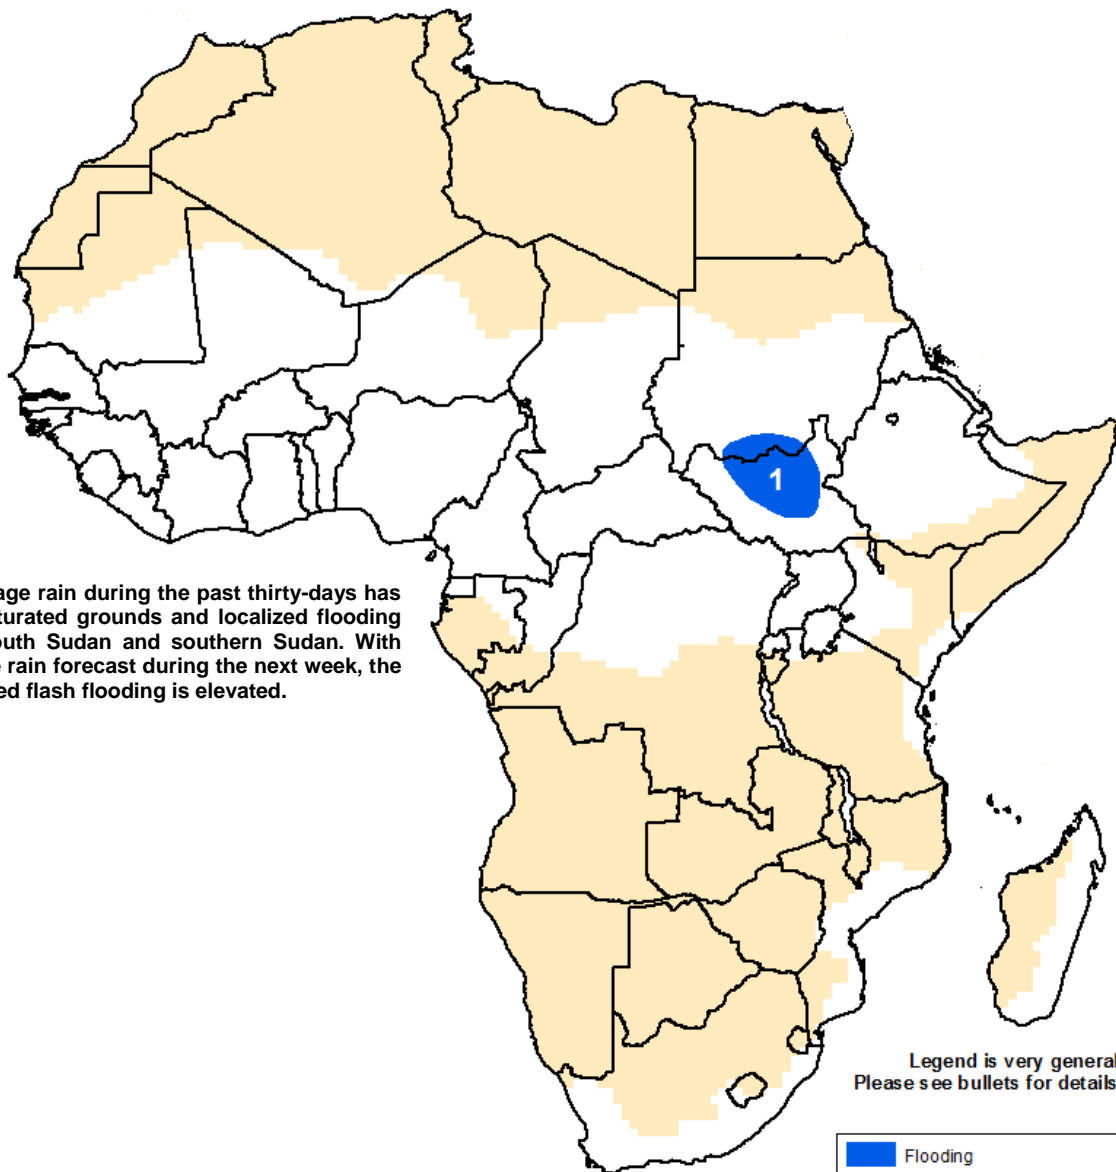 age rain during the past thirty-days has
turated grounds and localized flooding
outh Sudan and southern Sudan. With
rain forecast during the next week, the
ed flash flooding is elevated.
1
Legend is very general
Please see bullets for details
Flooding